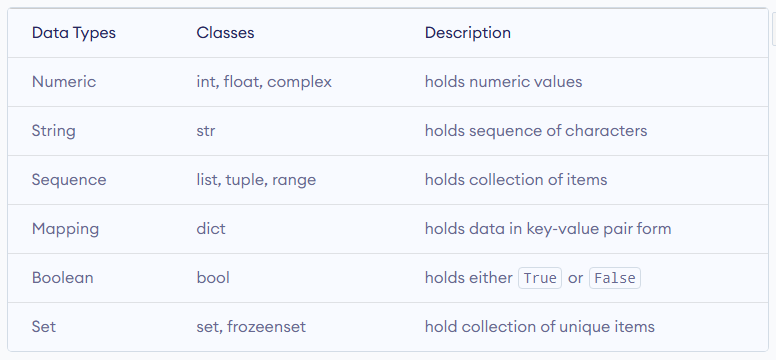 Data Types Classes Description
Numeric int, float, complex holds numeric values
String str holds sequence of characters
Sequence list, tuple, range holds collection of items
Mapping dict holds data in key-value pair form
Boolean bool holds either True or False
Set set, frozeenset hold collection of unique items